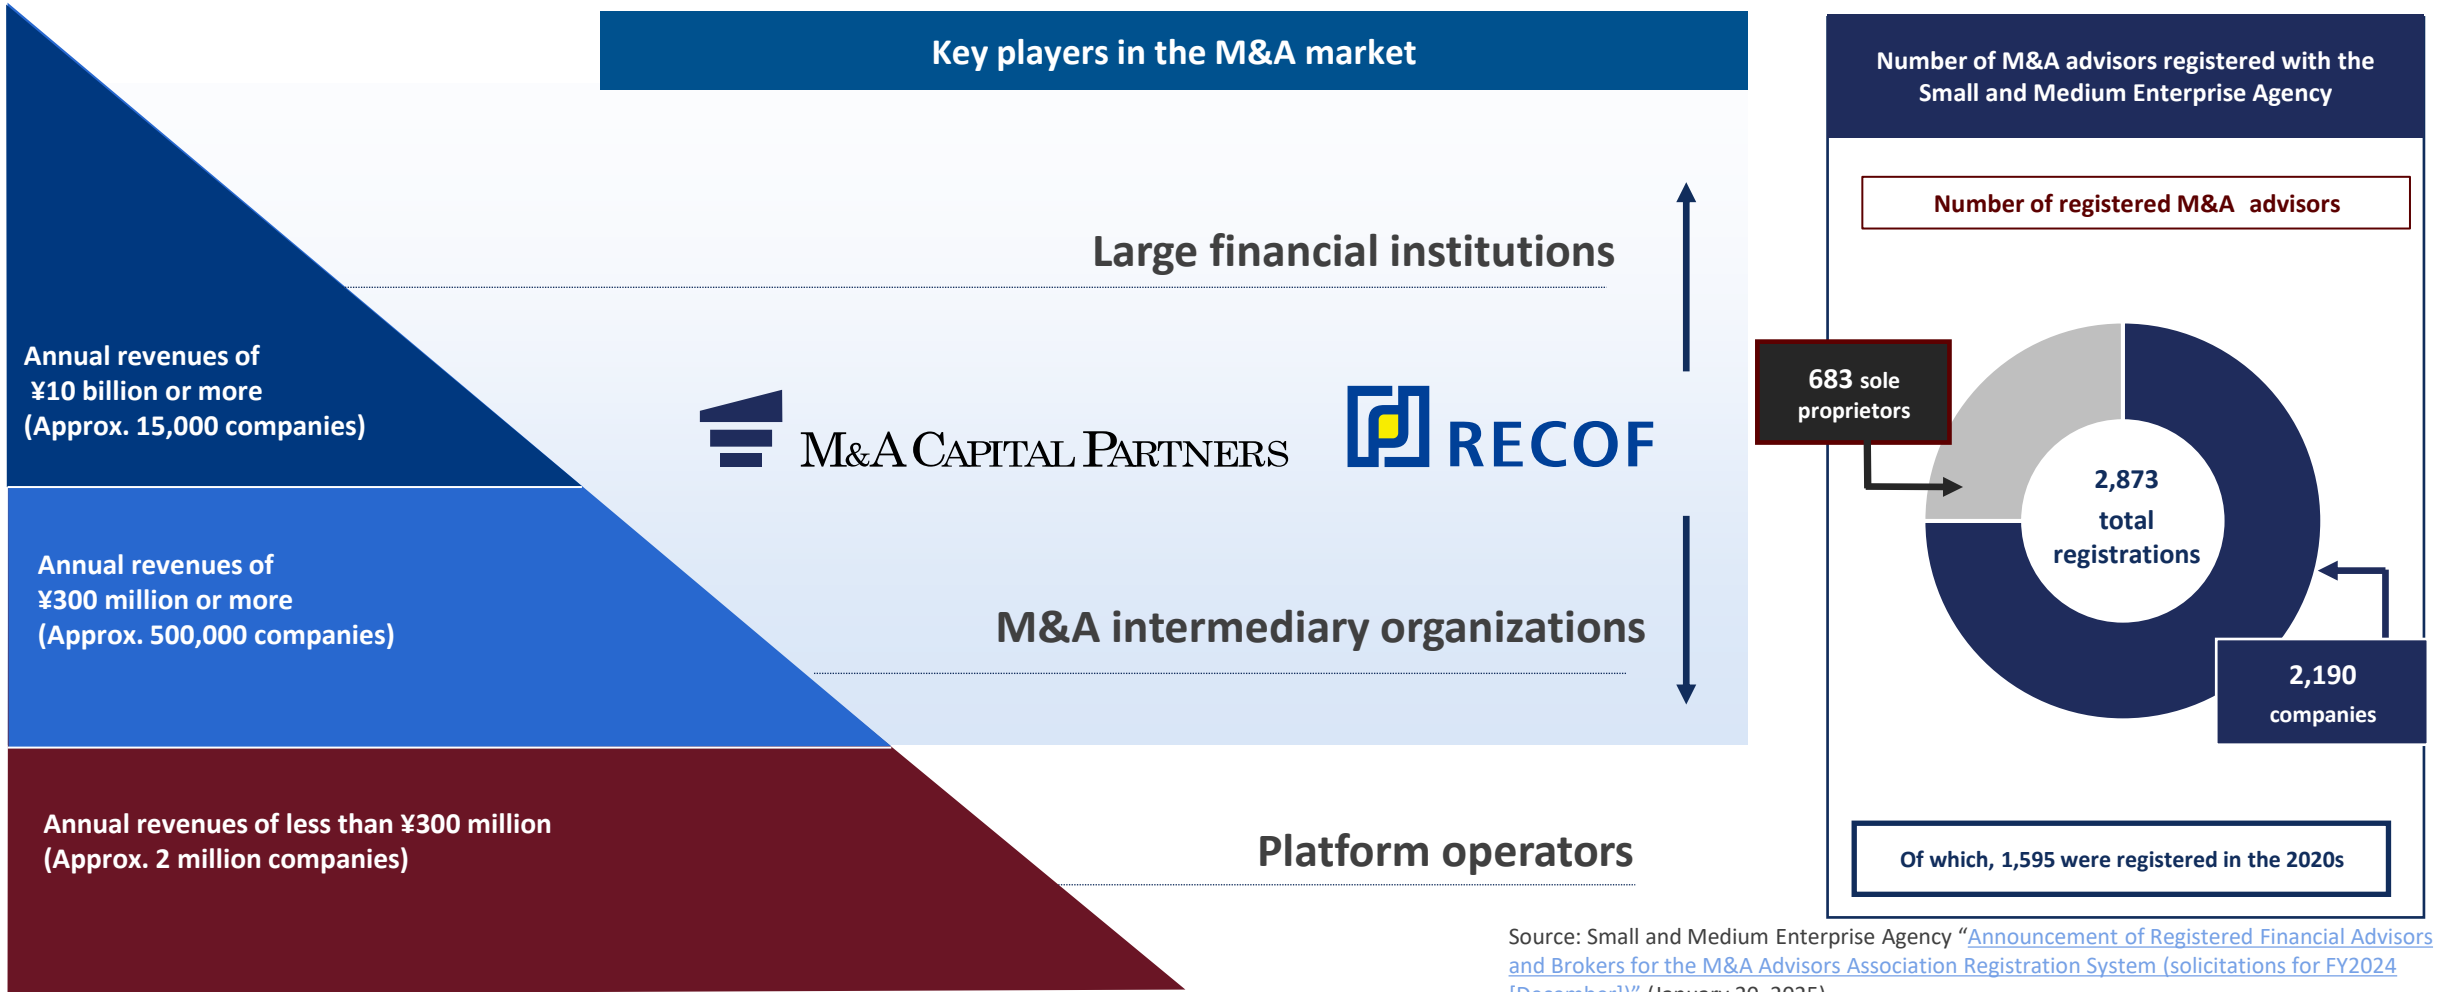 Key players in the M&A market
Large financial institutions
Annual revenues of
¥10 billion or more
(Approx. 15,000 companies)
M&A CAPITAL PARTNERS
RECOF
Annual revenues of
¥300 million or more
(Approx. 500,000 companies)
M&A intermediary organizations
Annual revenues of less than ¥300 million
(Approx. 2 million companies)
Platform operators
Number of M&A advisors registered with the
Small and Medium Enterprise Agency
Number of registered M&A advisors
683 sole
proprietors
2,873
total
registrations
2,190
companies
Of which, 1,595 were registered in the 2020s
Source: Small and Medium Enterprise Agency “Announcement of Registered Financial Advisors
and Brokers for the M&A Advisors Association Registration System (solicitations for FY2024
[December])”